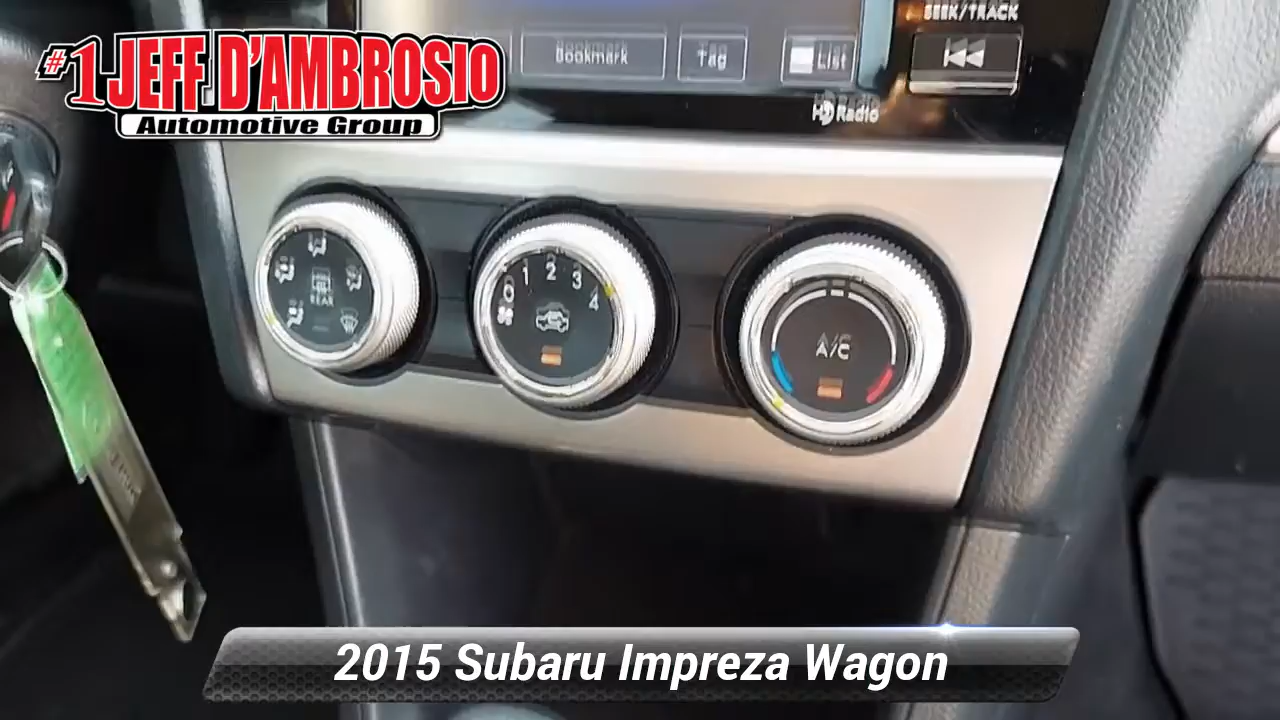 SEEK/TRACK
#1 JEFF D'AMBROSIO
Automotive Group
Bookmark
Tag
List
HD Radio
REAR
0 1 2 3 4
A/C
2015 Subaru Impreza Wagon